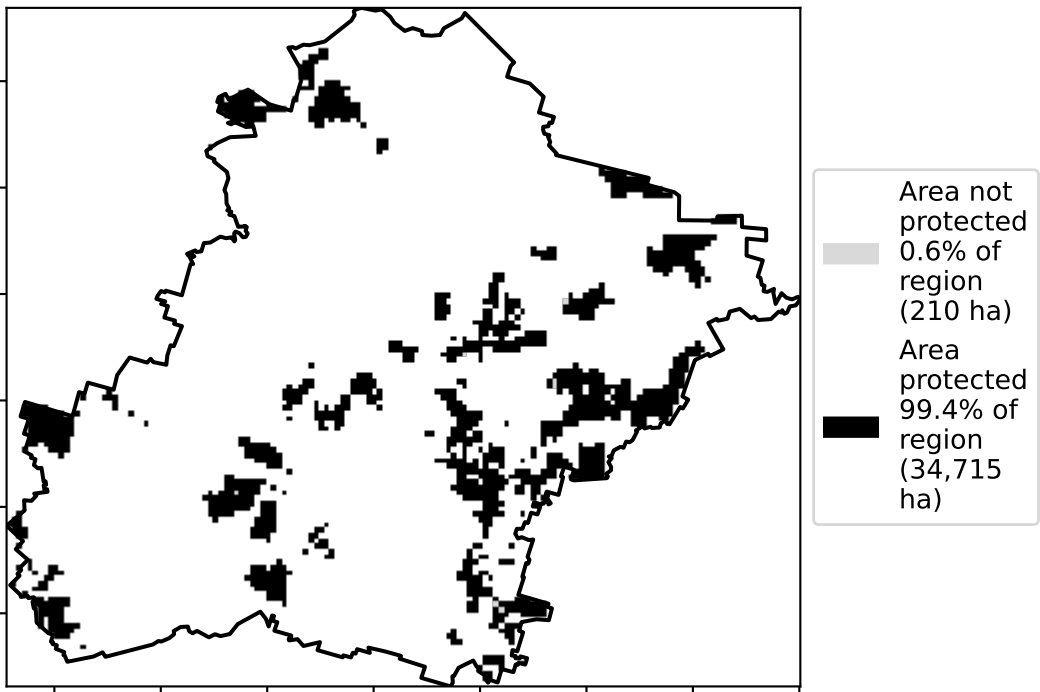 Area not
protected
0.6% of
region
(210 ha)
Area
protected
99.4% of
region
(34,715
ha)